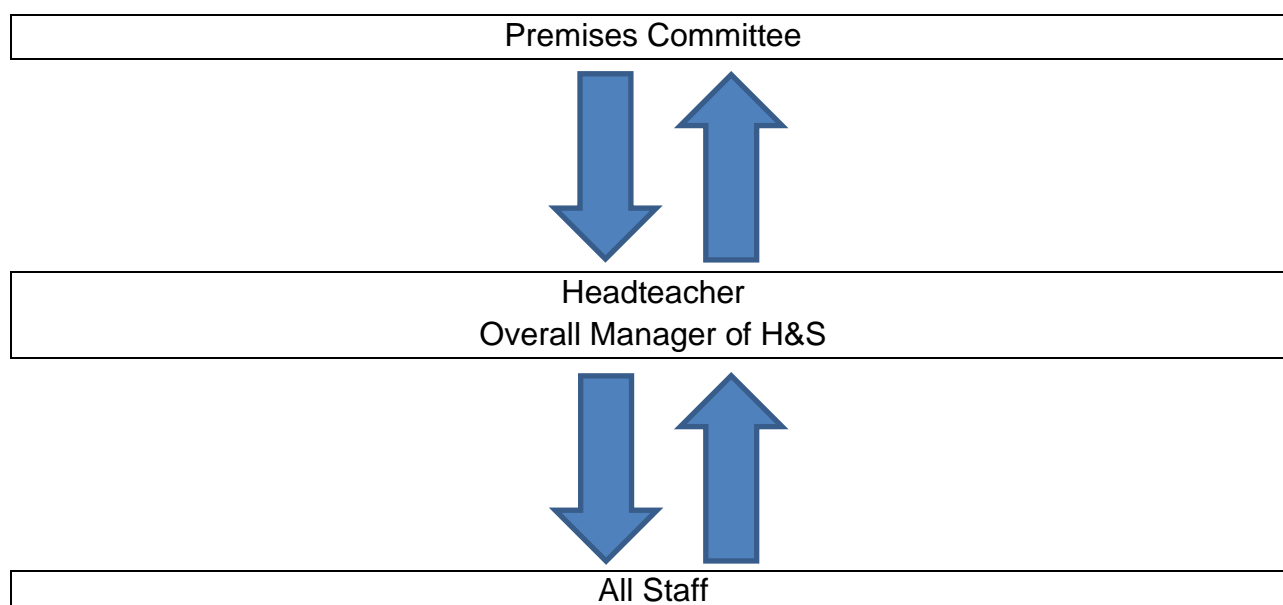 Premises Committee
Headteacher
Overall Manager of H&S
All Staff